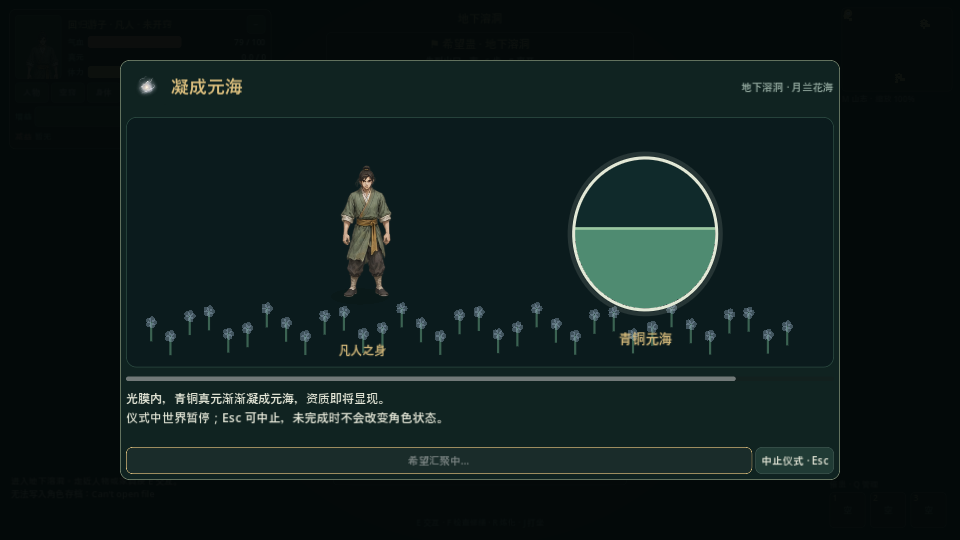 凝成元海
地下溶洞 · 月兰花海
凡人之身
青铜元海
光膜内，青铜真元渐渐凝成元海，资质即将显现。
仪式中世界暂停；Esc 可中止，未完成时不会改变角色状态。
希望汇聚中...
中止仪式 · Esc